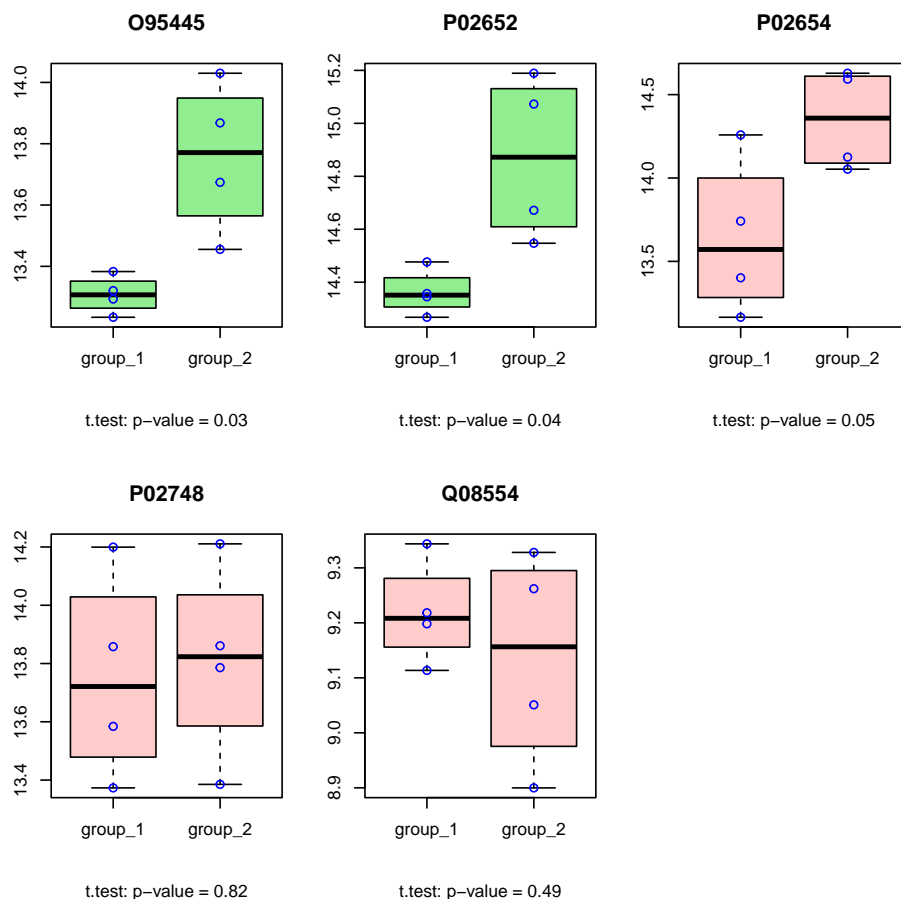 O95445
14.0
13.8
13.6
13.4
group_1 group_2
t.test: p−value = 0.03
P02652
15.2
15.0
14.8
14.6
14.4
group_1 group_2
t.test: p−value = 0.04
P02654
14.5
14.0
13.5
group_1 group_2
t.test: p−value = 0.05
P02748
14.2
14.0
13.8
13.6
13.4
group_1 group_2
t.test: p−value = 0.82
Q08554
9.3
9.2
9.1
9.0
8.9
group_1 group_2
t.test: p−value = 0.49